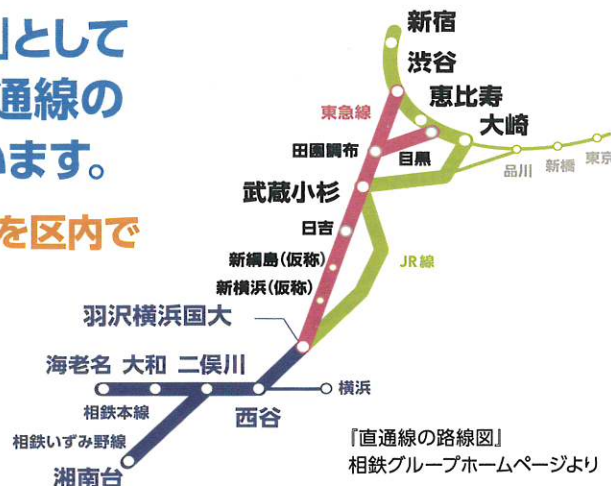 」として
通線の
います。
を区内で
新宿
渋谷
恵比寿
大崎
東急線
田園調布
目黒
品川
新橋
東京
武蔵小杉
日吉
新綱島(仮称)
新横浜(仮称)
JR線
羽沢横浜国大
海老名 大和 二俣川
横浜
相鉄本線
西谷
相鉄いずみ野線
湘南台
『直通線の路線図』
相鉄グループホームページより